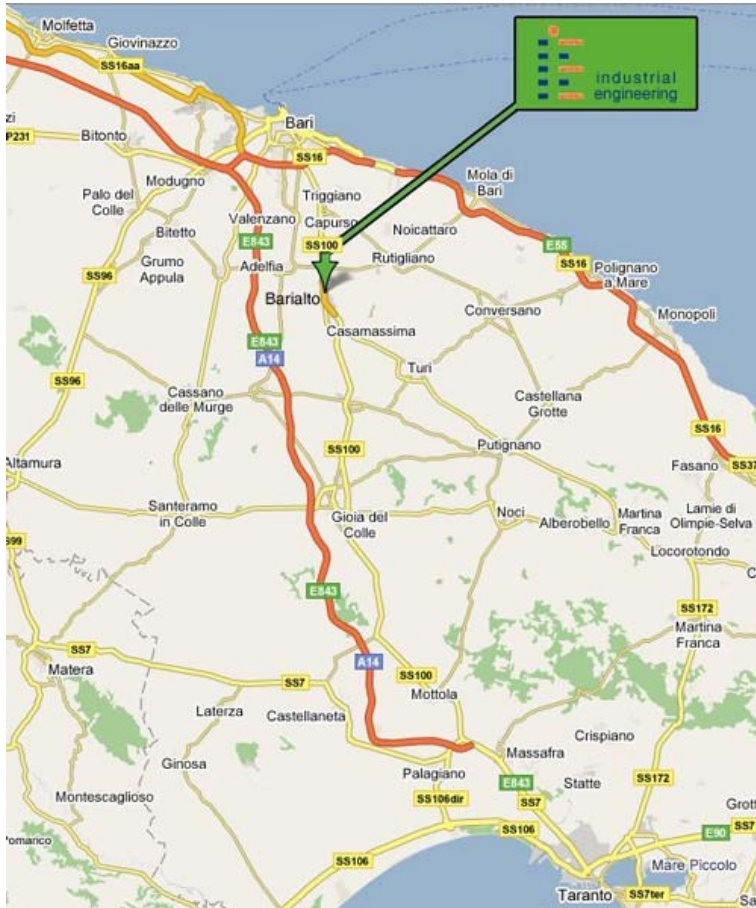 Molfetta
Giovinazzo
SS16aa
industrial
engineering
zi
P231
Bitonto
Bari
SS16
Modugno
Palo del
Colle
Triggiano
Mola di
Bari
Valenzano
Capurso
Bitetto
Noicattaro
E843
SS100
E55
Grumo
Appula
Adelfia
Rutigliano
SS16
SS96
Polignano
a Mare
Barialto
Conversano
Monopoli
Casamassima
E843
A14
Turi
SS96
Cassano
delle Murge
Castellana
Grotte
SS16
SS100
Putignano
Altamura
Fasano
SS37
Santeramo
in Colle
Gioia del
Colle
Noci
Alberobello
Martina
Franca
Lamie di
Olimpie-Selva
S99
Locorotondo
C
E843
SS172
Martina
Franca
SS7
A14
Matera
SS100
SS7
Mottola
Laterza
Castellaneta
Crispiano
Massafra
Ginosa
Palagiano
E843
Statte
SS172
Montescaglioso
SS106dir
SS7
Grott
SS106
SS7
E90
Pomarico
SS106
Mare Piccolo
Taranto
SS7ter
Sa